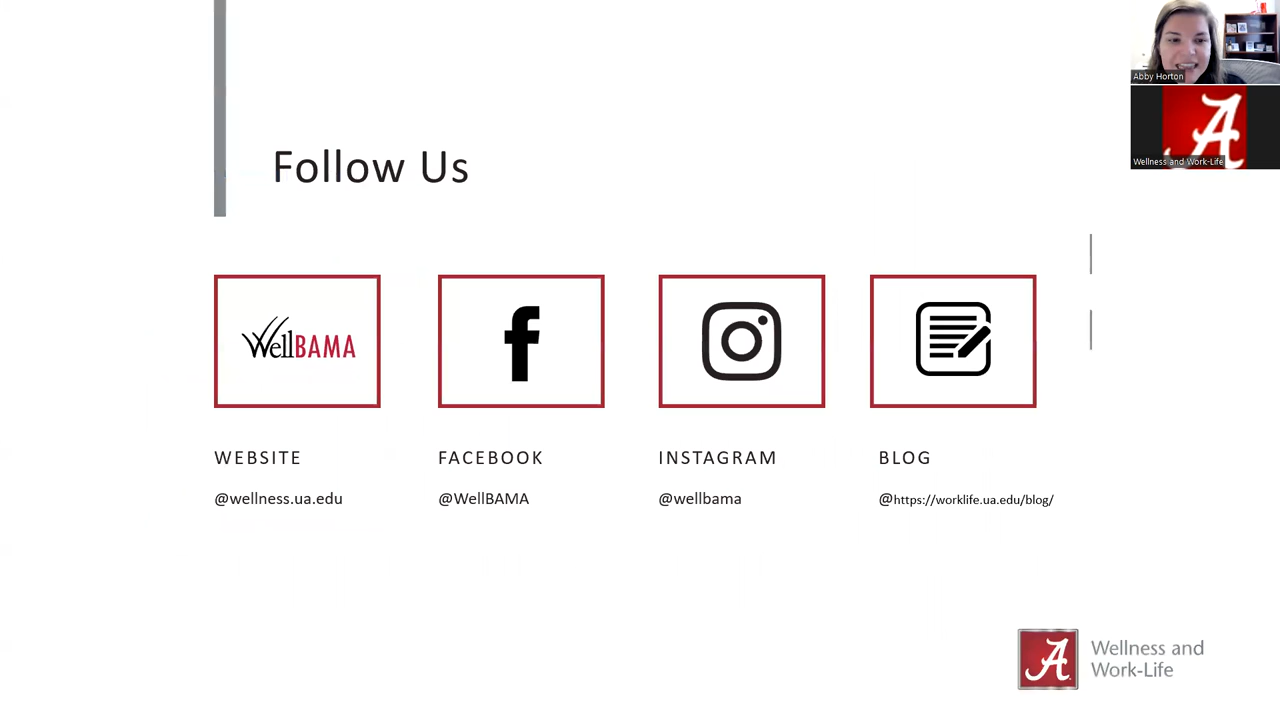 Abby Horton
A
Wellness and Work-Life
Follow Us
WellBAMA
f
WEBSITE
FACEBOOK
INSTAGRAM
BLOG
@wellness.ua.edu
@WellBAMA
@wellbama
@https://worklife.ua.edu/blog/
A
Wellness and
Work-Life